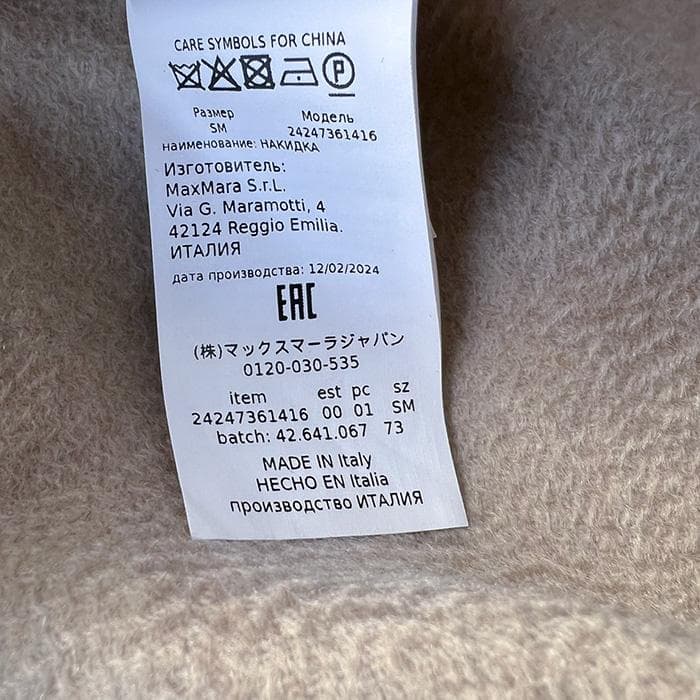 CARE SYMBOLS FOR CHINA
P
Размер Модель
SM 24247361416
наименование: НАКИДКА
Изготовитель:
MaxMara S.r.L.
Via G. Maramotti, 4
42124 Reggio Emilia.
ИТАЛИЯ
дата производства: 12/02/2024
EAC
(株)マックスマーラジャパン
0120-030-535
item est pc sz
24247361416 00 01 SM
batch: 42.641.067 73
MADE IN Italy
HECHO EN Italia
производство ИТАЛИЯ